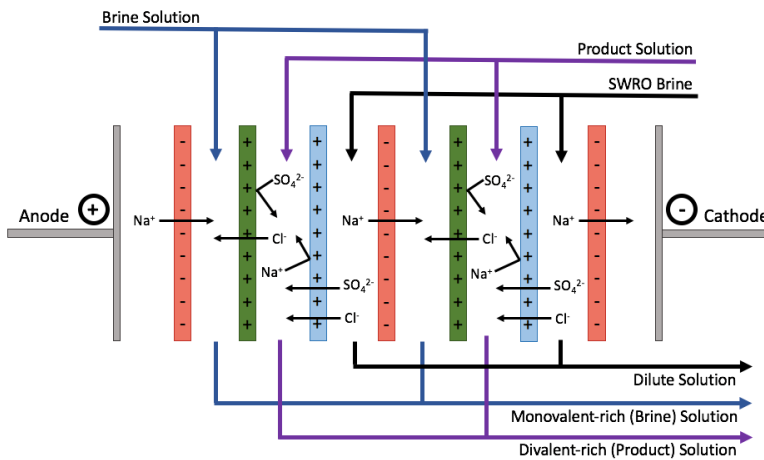 Brine Solution
Product Solution
SWRO Brine
- + + - + + -
- + + - + + -
- + SO₄²⁻ + - + SO₄²⁻ + -
Anode + Na⁺ - + + Na⁺ - + + Na⁺ - - Cathode
- + Cl⁻ + - + Cl⁻ + -
- + Na⁺ + - + Na⁺ + -
- + + SO₄²⁻ - + + SO₄²⁻ -
- + + Cl⁻ - + + Cl⁻ -
Dilute Solution
Monovalent-rich (Brine) Solution
Divalent-rich (Product) Solution